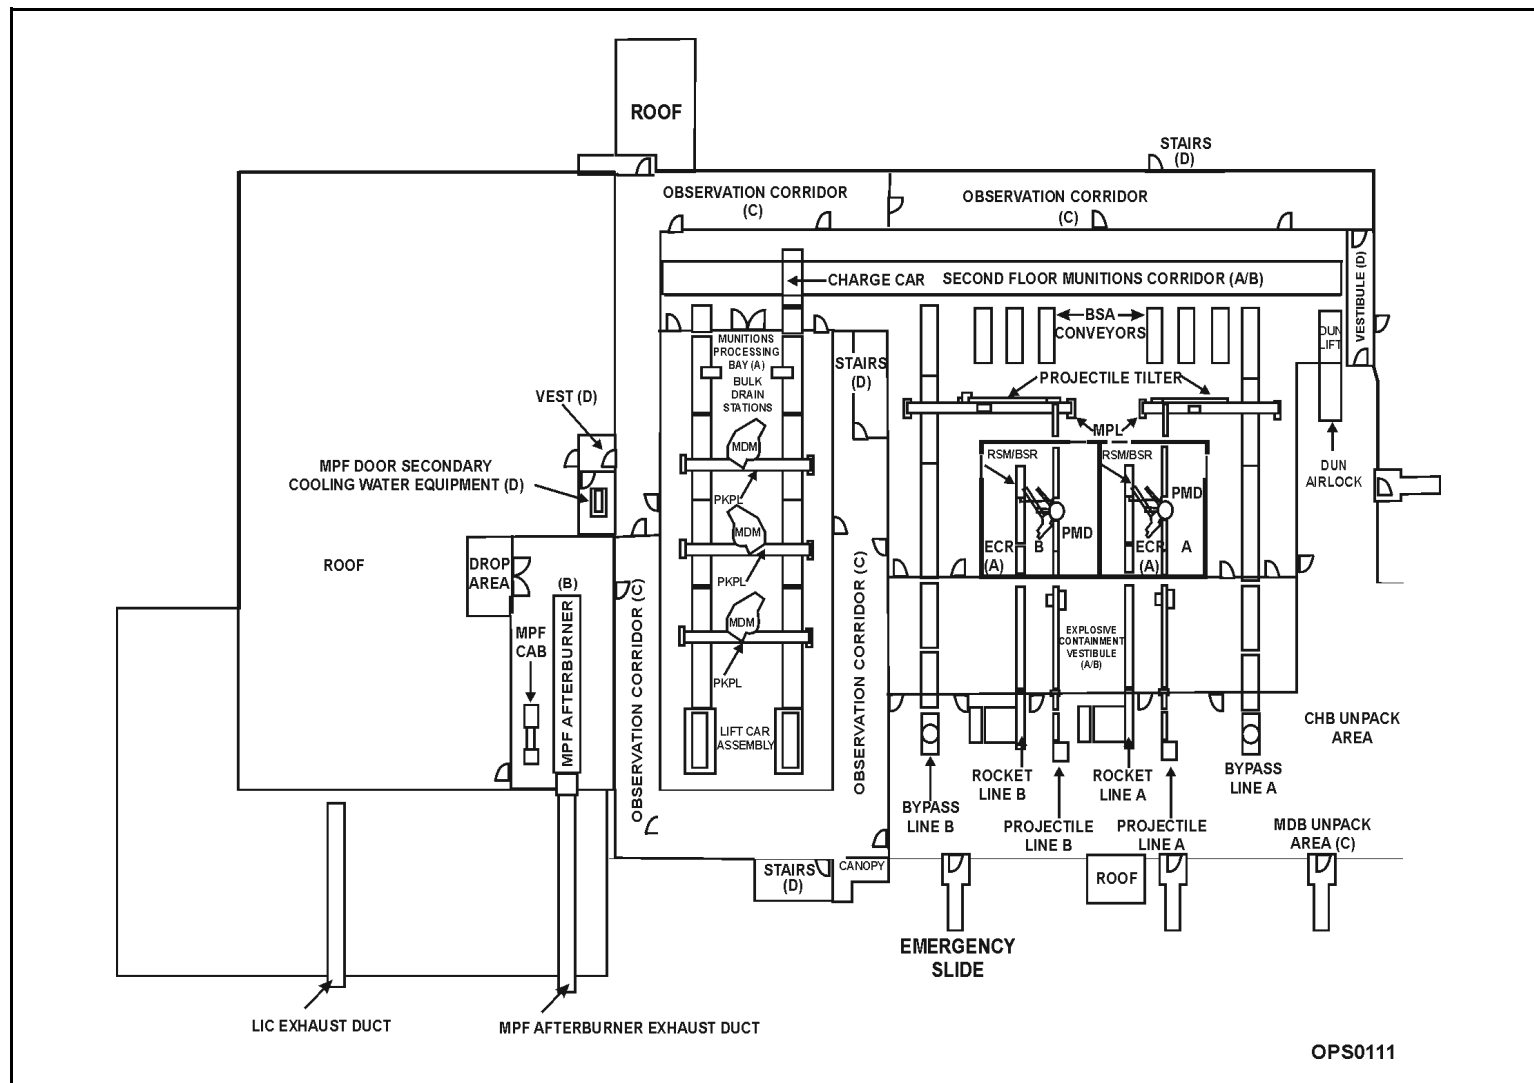 ROOF
STAIRS
(D)
OBSERVATION CORRIDOR
(C)
OBSERVATION CORRIDOR
(C)
CHARGE CAR
SECOND FLOOR MUNITIONS CORRIDOR (A/B)
VESTIBULE (D)
BSA
CONVEYORS
DUN
LIFT
MUNITIONS
PROCESSING
BAY (A)
BULK
DRAIN
STATIONS
STAIRS
(D)
PROJECTILE TILTER
VEST (D)
MPL
MDM
RSM/BSR
RSM/BSR
MPF DOOR SECONDARY
COOLING WATER EQUIPMENT (D)
DUN
AIRLOCK
PKPL
PMD
MDM
PMD
ECR
B
(A)
ECR
A
(A)
ROOF
DROP
AREA
(B)
PKPL
OBSERVATION CORRIDOR (C)
OBSERVATION CORRIDOR (C)
MPF AFTERBURNER
MPF
CAB
MDM
EXPLOSIVE
CONTAINMENT
VESTIBULE
(A/B)
PKPL
LIFT CAR
ASSEMBLY
CHB UNPACK
AREA
ROCKET
LINE B
ROCKET
LINE A
BYPASS
LINE A
BYPASS
LINE B
PROJECTILE
LINE B
PROJECTILE
LINE A
MDB UNPACK
AREA (C)
STAIRS
(D)
CANOPY
ROOF
EMERGENCY
SLIDE
LIC EXHAUST DUCT
MPF AFTERBURNER EXHAUST DUCT
OPS0111